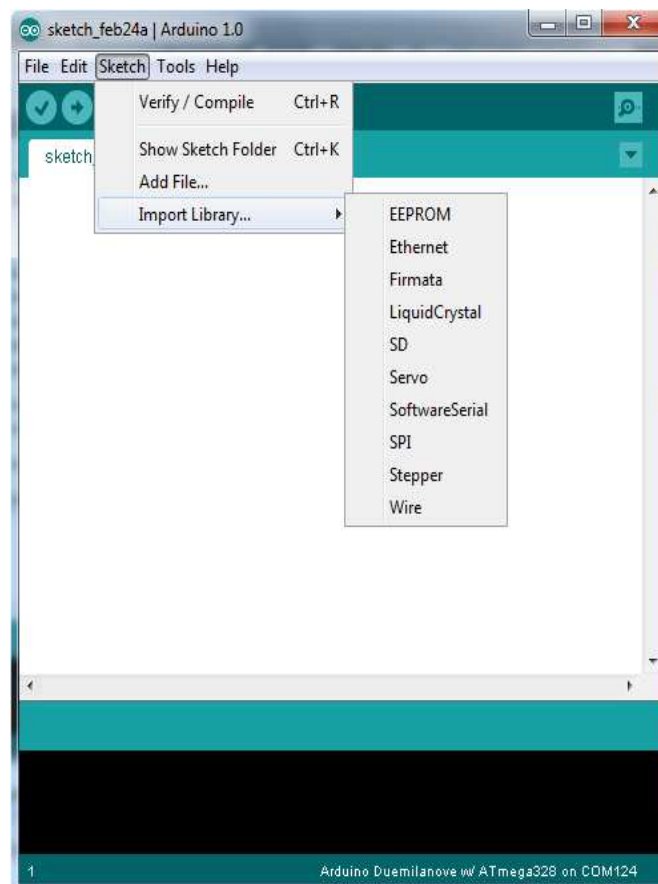 sketch_feb24a | Arduino 1.0
File Edit Sketch Tools Help
Verify / Compile Ctrl+R
sketch_
Show Sketch Folder Ctrl+K
Add File...
Import Library...
EEPROM
Ethernet
Firmata
LiquidCrystal
SD
Servo
SoftwareSerial
SPI
Stepper
Wire
1 Arduino Duemilanove w/ ATmega328 on COM124